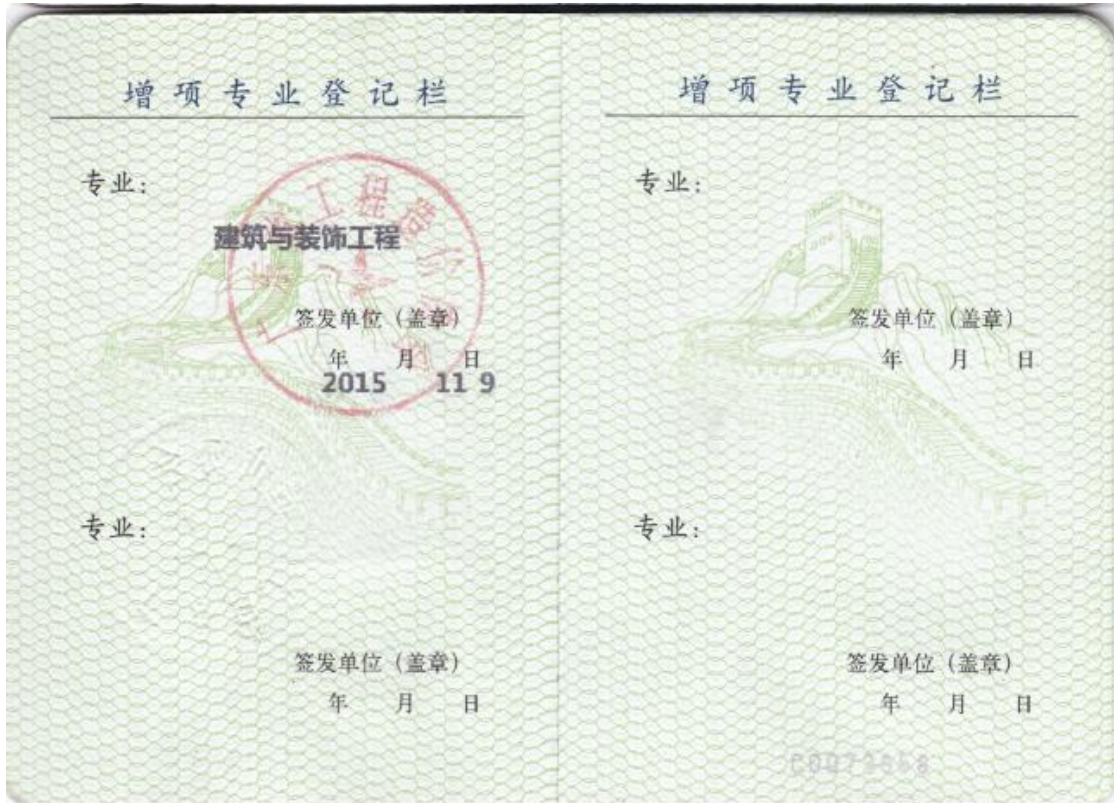 增项专业登记栏
专业：
建筑与装饰工程
签发单位（盖章）
年 月 日
2015 11 9
专业：
签发单位（盖章）
年 月 日
增项专业登记栏
专业：
签发单位（盖章）
年 月 日
专业：
签发单位（盖章）
年 月 日